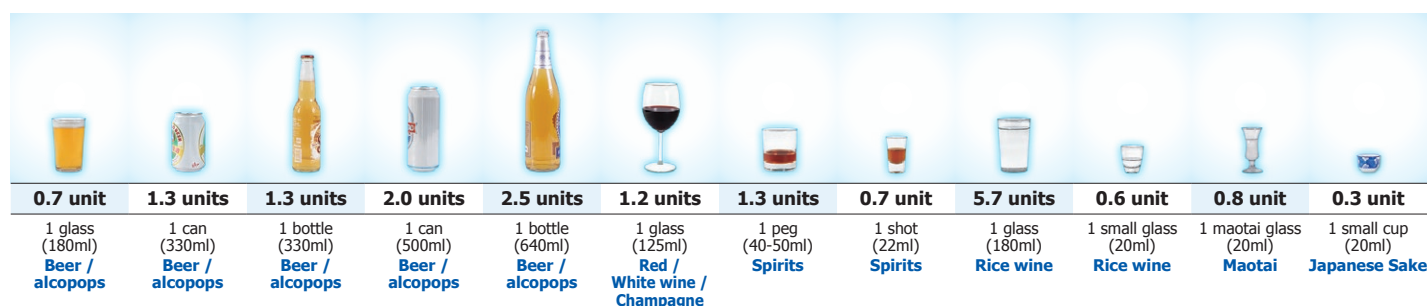 0.7 unit
1 glass
(180ml)
Beer /
alcopops
1.3 units
1 can
(330ml)
Beer /
alcopops
1.3 units
1 bottle
(330ml)
Beer /
alcopops
2.0 units
1 can
(500ml)
Beer /
alcopops
2.5 units
1 bottle
(640ml)
Beer /
alcopops
1.2 units
1 glass
(125ml)
Red /
White wine /
Champagne
1.3 units
1 peg
(40-50ml)
Spirits
0.7 unit
1 shot
(22ml)
Spirits
5.7 units
1 glass
(180ml)
Rice wine
0.6 unit
1 small glass
(20ml)
Rice wine
0.8 unit
1 maotai glass
(20ml)
Maotai
0.3 unit
1 small cup
(20ml)
Japanese Sake